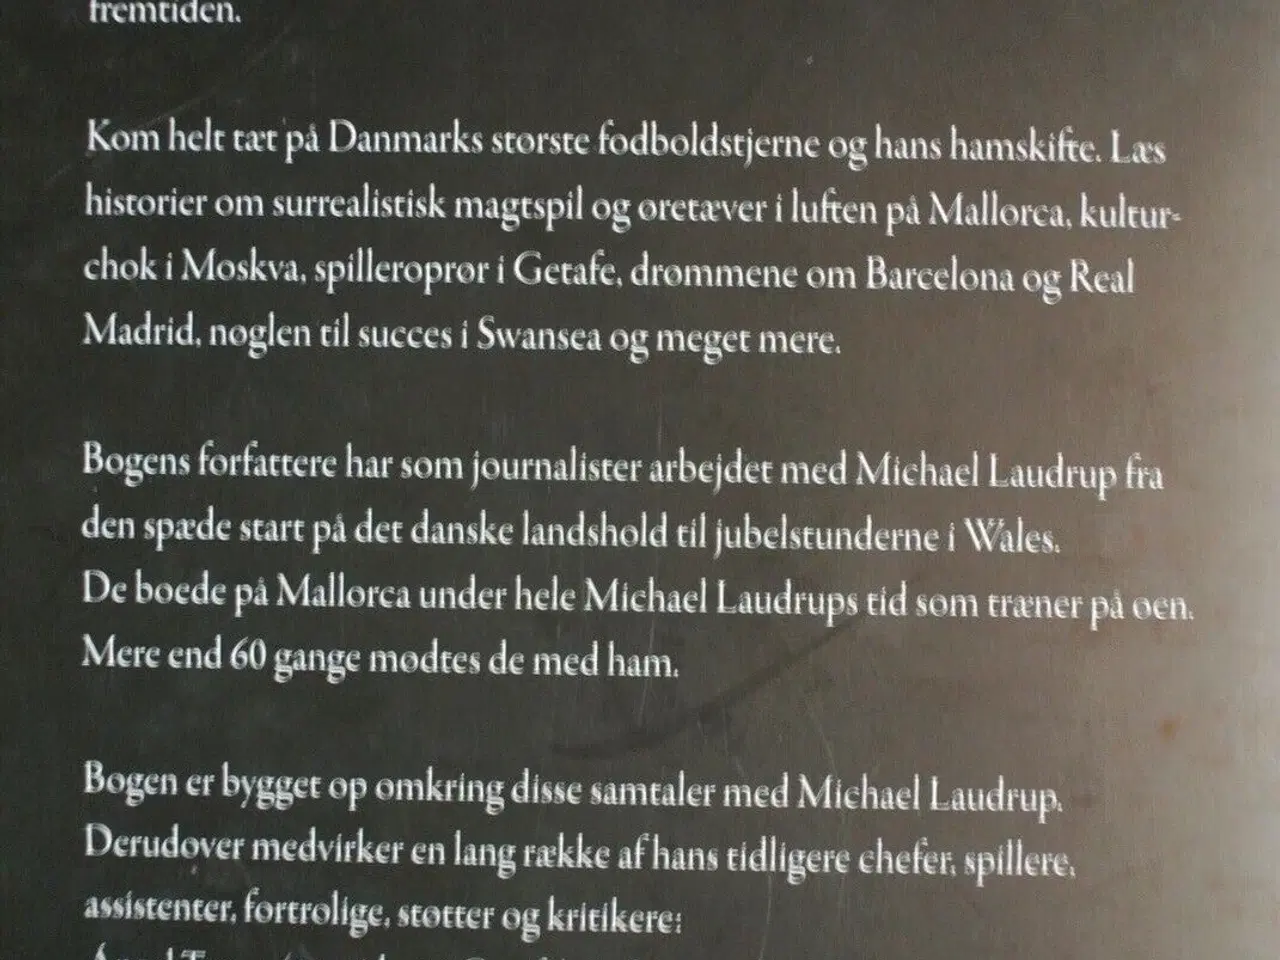 fremtiden.
Kom helt tæt på Danmarks største fodboldstjerne og hans hamskifte. Læs
historier om surrealistisk magtspil og øretæver i luften på Mallorca, kultur-
chok i Moskva, spilleroprør i Getafe, drømmene om Barcelona og Real
Madrid, nøglen til succes i Swansea og meget mere.
Bogens forfattere har som journalister arbejdet med Michael Laudrup fra
den spæde start på det danske landshold til jubelstunderne i Wales.
De boede på Mallorca under hele Michael Laudrups tid som træner på øen.
Mere end 60 gange mødtes de med ham.
Bogen er bygget op omkring disse samtaler med Michael Laudrup.
Derudover medvirker en lang række af hans tidligere chefer, spillere,
assistenter, fortrolige, støtter og kritikere: